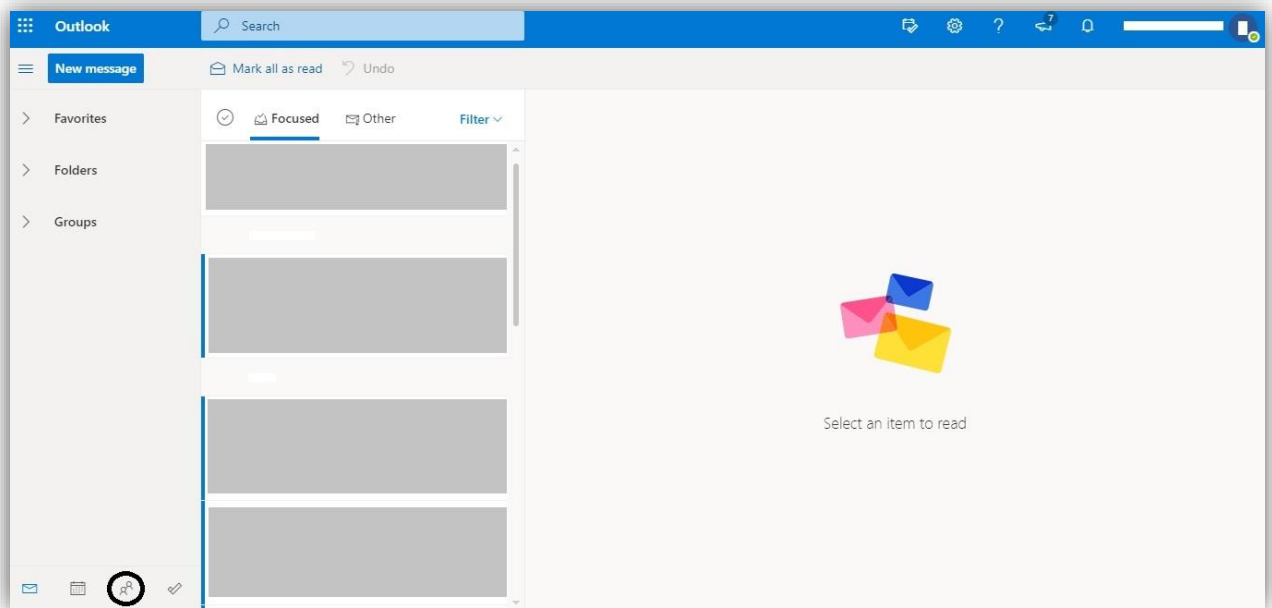 Outlook
Search
7
New message
Mark all as read
Undo
Favorites
Focused
Other
Filter
Folders
Groups
Select an item to read